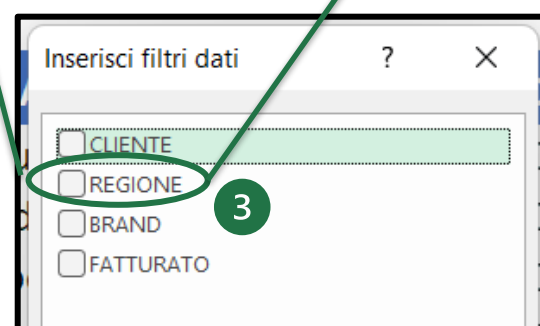 Inserisci filtri dati ? ×
CLIENTE
REGIONE
3
BRAND
FATTURATO